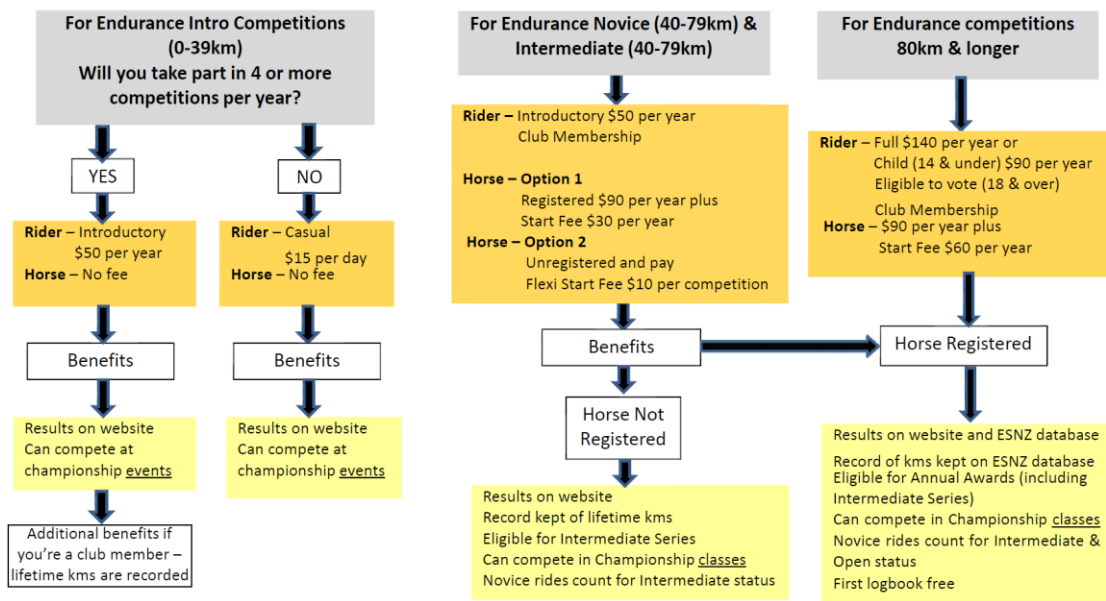 For Endurance Intro Competitions
(0-39km)
Will you take part in 4 or more
competitions per year?
YES
NO
Rider – Introductory
$50 per year
Horse – No fee
Rider – Casual
$15 per day
Horse – No fee
Benefits
Benefits
Results on website
Can compete at
championship events
Results on website
Can compete at
championship events
Additional benefits if
you’re a club member –
lifetime kms are recorded
For Endurance Novice (40-79km) &
Intermediate (40-79km)
Rider – Introductory $50 per year
Club Membership
Horse – Option 1
Registered $90 per year plus
Start Fee $30 per year
Horse – Option 2
Unregistered and pay
Flexi Start Fee $10 per competition
Benefits
Horse Not
Registered
Results on website
Record kept of lifetime kms
Eligible for Intermediate Series
Can compete in Championship classes
Novice rides count for Intermediate status
For Endurance competitions
80km & longer
Rider – Full $140 per year or
Child (14 & under) $90 per year
Eligible to vote (18 & over)
Club Membership
Horse – $90 per year plus
Start Fee $60 per year
Horse Registered
Results on website and ESNZ database
Record of kms kept on ESNZ database
Eligible for Annual Awards (including
Intermediate Series)
Can compete in Championship classes
Novice rides count for Intermediate &
Open status
First logbook free